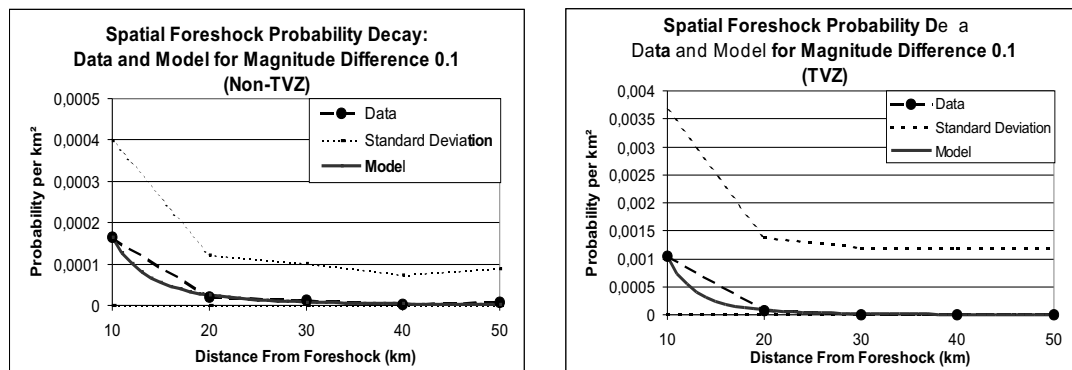 Spatial Foreshock Probability Decay:
Data and Model for Magnitude Difference 0.1
(Non-TVZ)
0,0005
0,0004
0,0003
0,0002
0,0001
0
Probability per km²
Data
Standard Deviation
Model
10 20 30 40 50
Distance From Foreshock (km)
Spatial Foreshock Probability De a
Data and Model for Magnitude Difference 0.1
(TVZ)
0,004
0,0035
0,003
0,0025
0,002
0,0015
0,001
0,0005
0
Probability per km²
Data
Standard Deviation
Model
10 20 30 40 50
Distance From Foreshock (km)